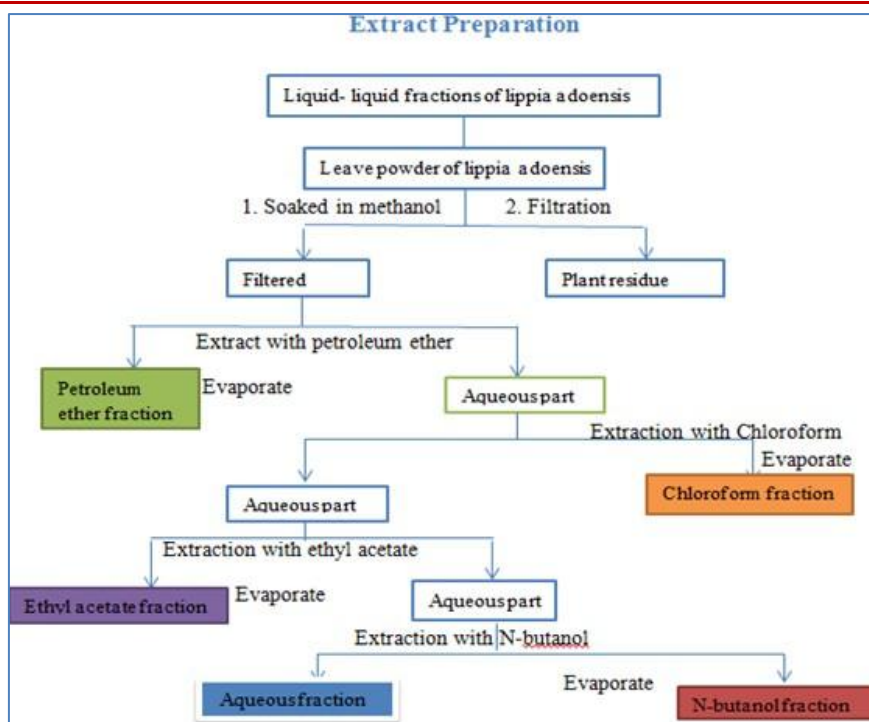 Extract Preparation
Liquid- liquid fractions of lippia adoensis
Leave powder of lippia adoensis
1. Soaked in methanol 2. Filtration
Filtered
Plant residue
Extract with petroleum ether
Petroleum
ether fraction
Evaporate
Aqueous part
Extraction with Chloroform
Evaporate
Aqueous part
Chloroform fraction
Extraction with ethyl acetate
Ethyl acetate fraction
Evaporate
Aqueous part
Extraction with N-butanol
Aqueous fraction
Evaporate
N-butanol fraction